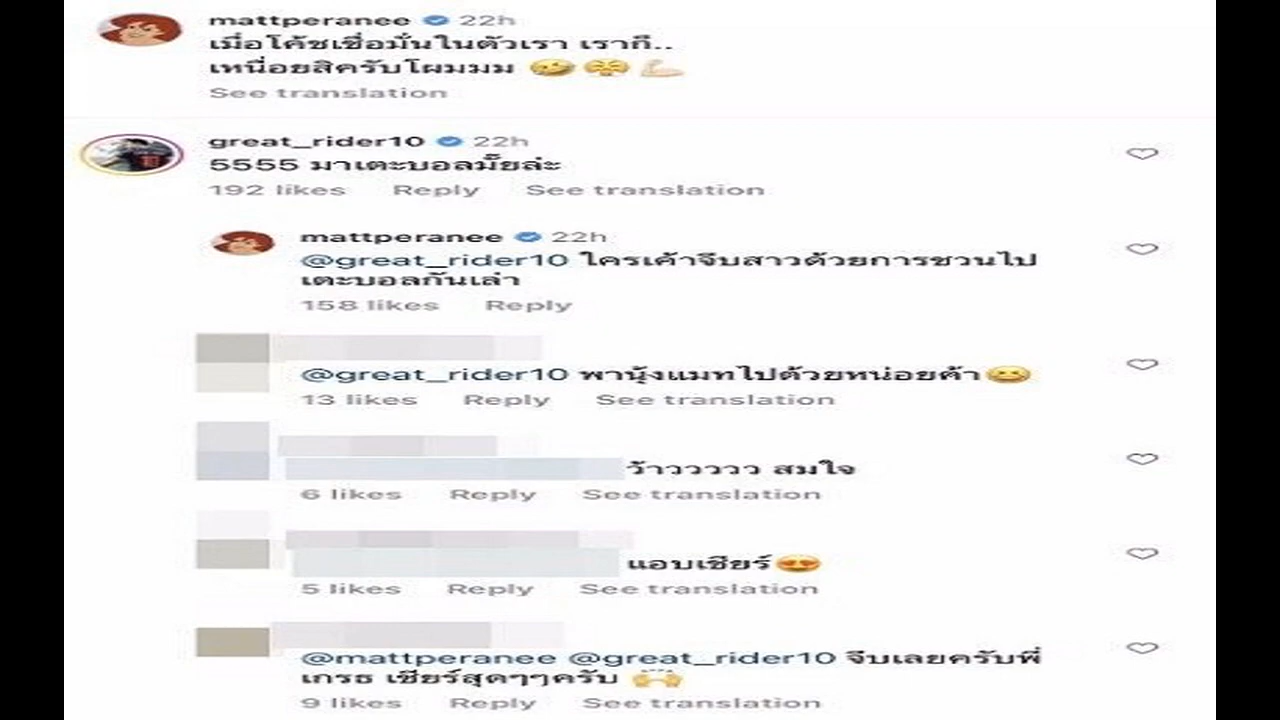 mattperanee 22h
เมื่อโค้ชเชื่อมั่นในตัวเรา เราก็..
เหนื่อยสิครับโผมมม 🤣😤💪🏻
See translation
great_rider10 22h
5555 มาเตะบอลมั๊ยล่ะ
192 likes Reply See translation
mattperanee 22h
@great_rider10 ใครเค้าจีบสาวด้วยการชวนไป
เตะบอลกันเล่า
158 likes Reply
@great_rider10 พานุ้งแมทไปด้วยหน่อยค้า😆
13 likes Reply See translation
ว้าวววววว สมใจ
6 likes Reply See translation
แอบเชียร์😍
5 likes Reply See translation
@mattperanee @great_rider10 จีบเลยครับพี่
เกรธ เชียร์สุดๆๆครับ 🙌
9 likes Reply See translation